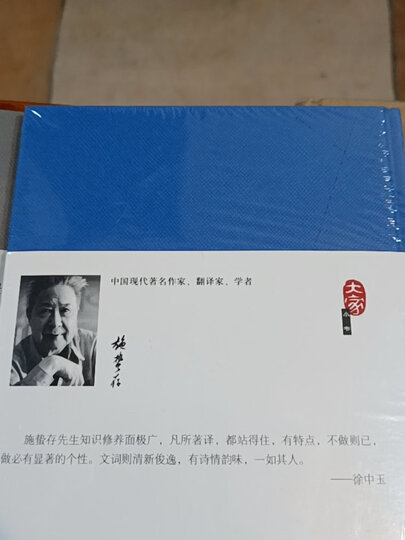 中国现代著名作家、翻译家、学者
大家
小书
施蛰存
施蛰存先生知识修养面极广，凡所著译，都站得住，有特点，不做则已，
做必有显著的个性。文词则清新俊逸，有诗情韵味，一如其人。
——徐中玉